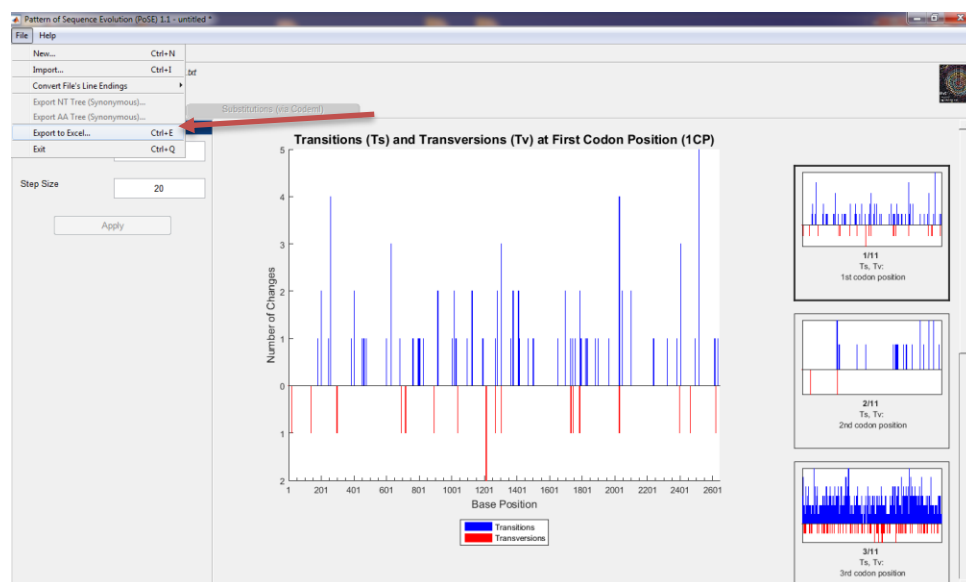 Pattern of Sequence Evolution (PoSE) 1.1 - untitled *
File Help
New... Ctrl+N
Import... Ctrl+I
.txt
Convert File's Line Endings
Export NT Tree (Synonymous)...
Substitutions (via Codeml)
Export AA Tree (Synonymous)...
Export to Excel... Ctrl+E
Exit Ctrl+Q
Step Size 20
Apply
Transitions (Ts) and Transversions (Tv) at First Codon Position (1CP)
Number of Changes
5
4
3
2
1
0
1
2
1 201 401 601 801 1001 1201 1401 1601 1801 2001 2201 2401 2601
Base Position
Transitions
Transversions
1/11
Ts, Tv:
1st codon position
2/11
Ts, Tv:
2nd codon position
3/11
Ts, Tv:
3rd codon position